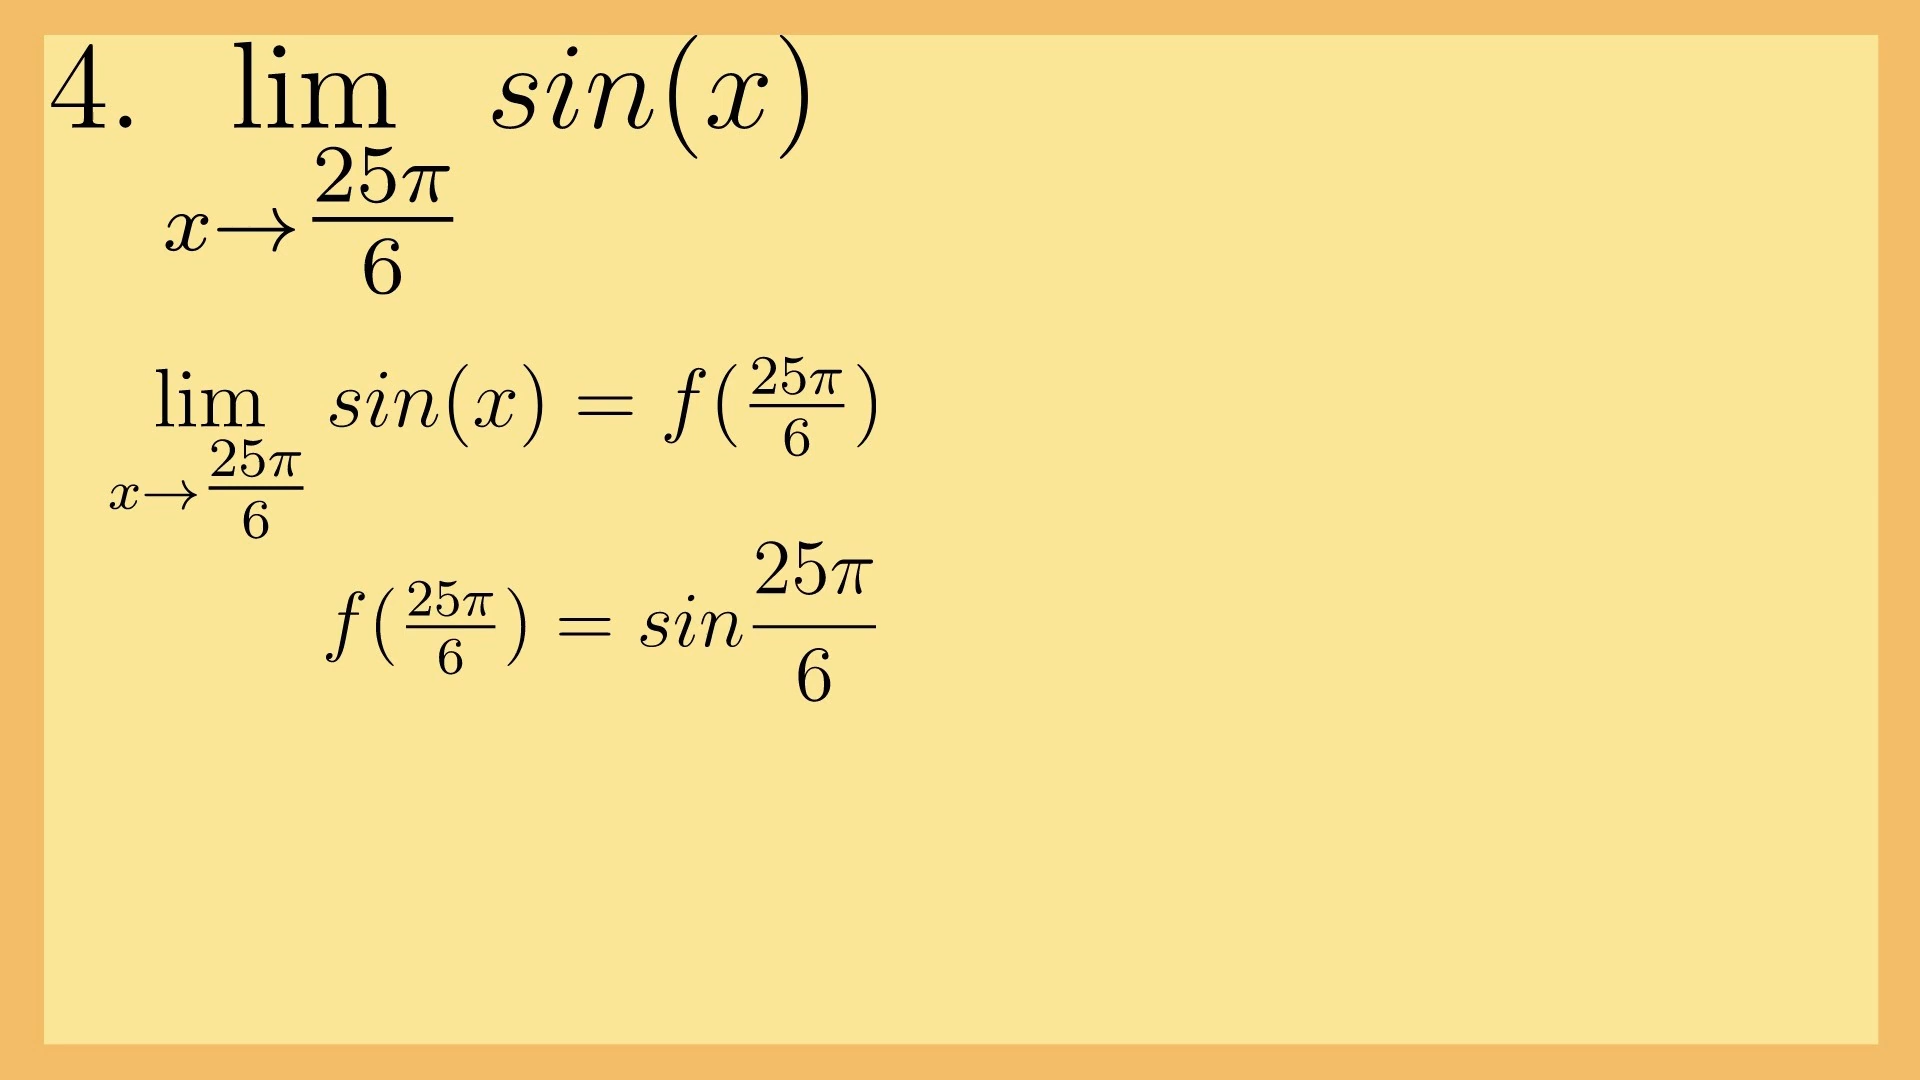 4. lim sin(x)
x→25π/6
lim sin(x) = f(25π/6)
x→25π/6
f(25π/6) = sin 25π/6